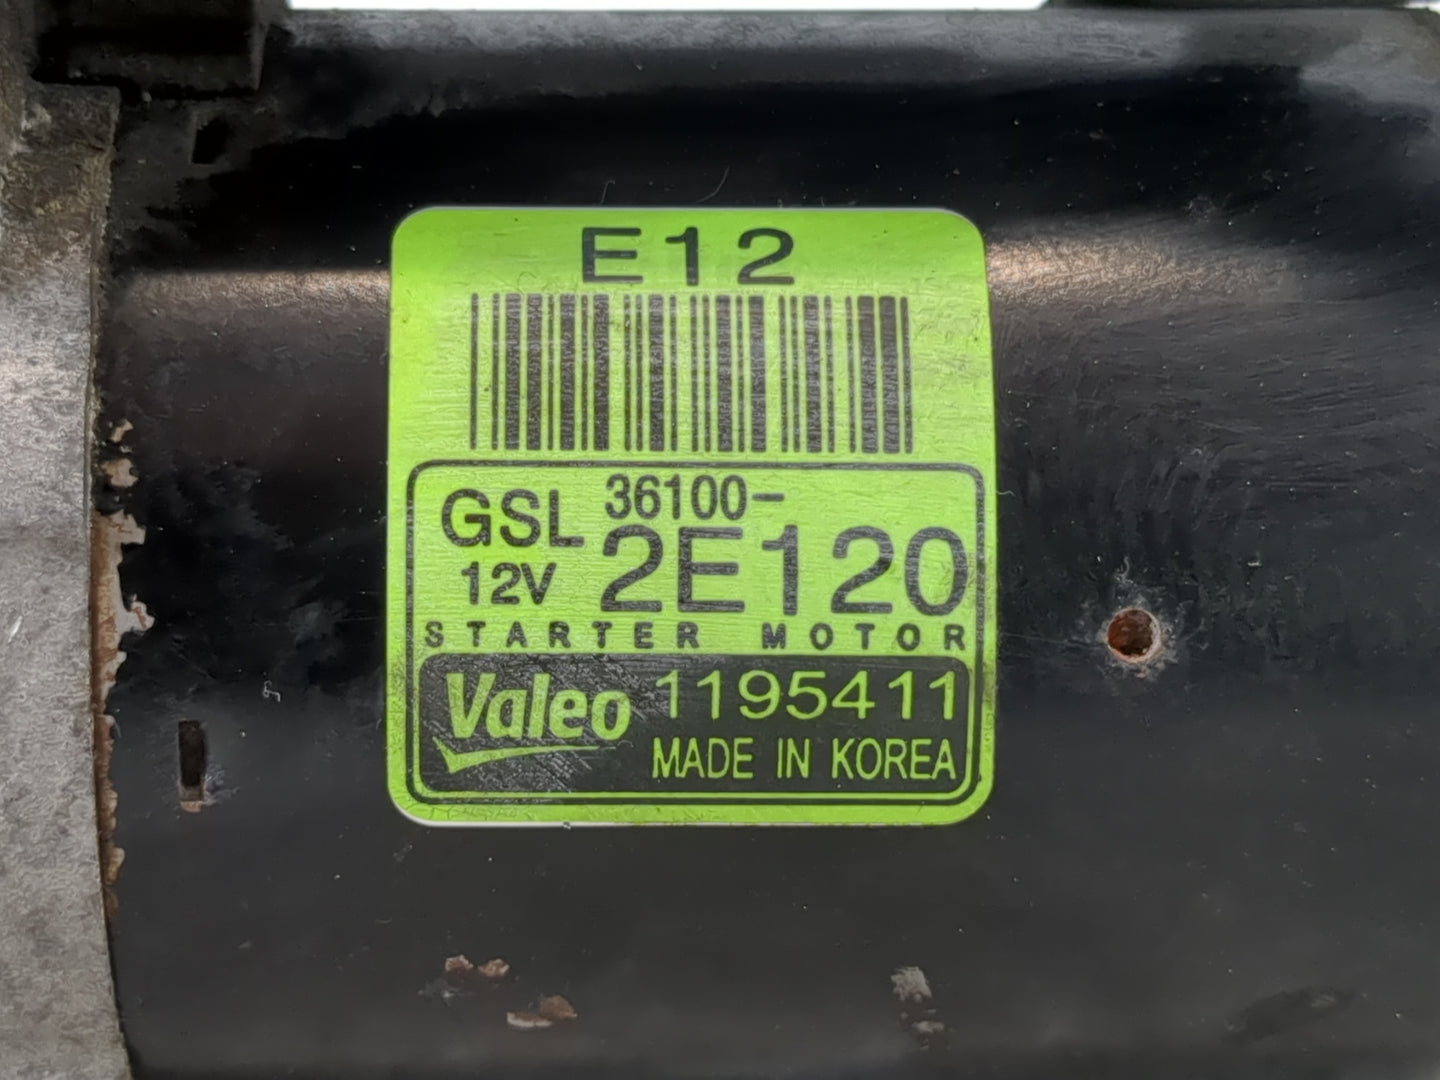 E12
GSL 36100-
12V 2E120
STARTER MOTOR
Valeo 1195411
MADE IN KOREA